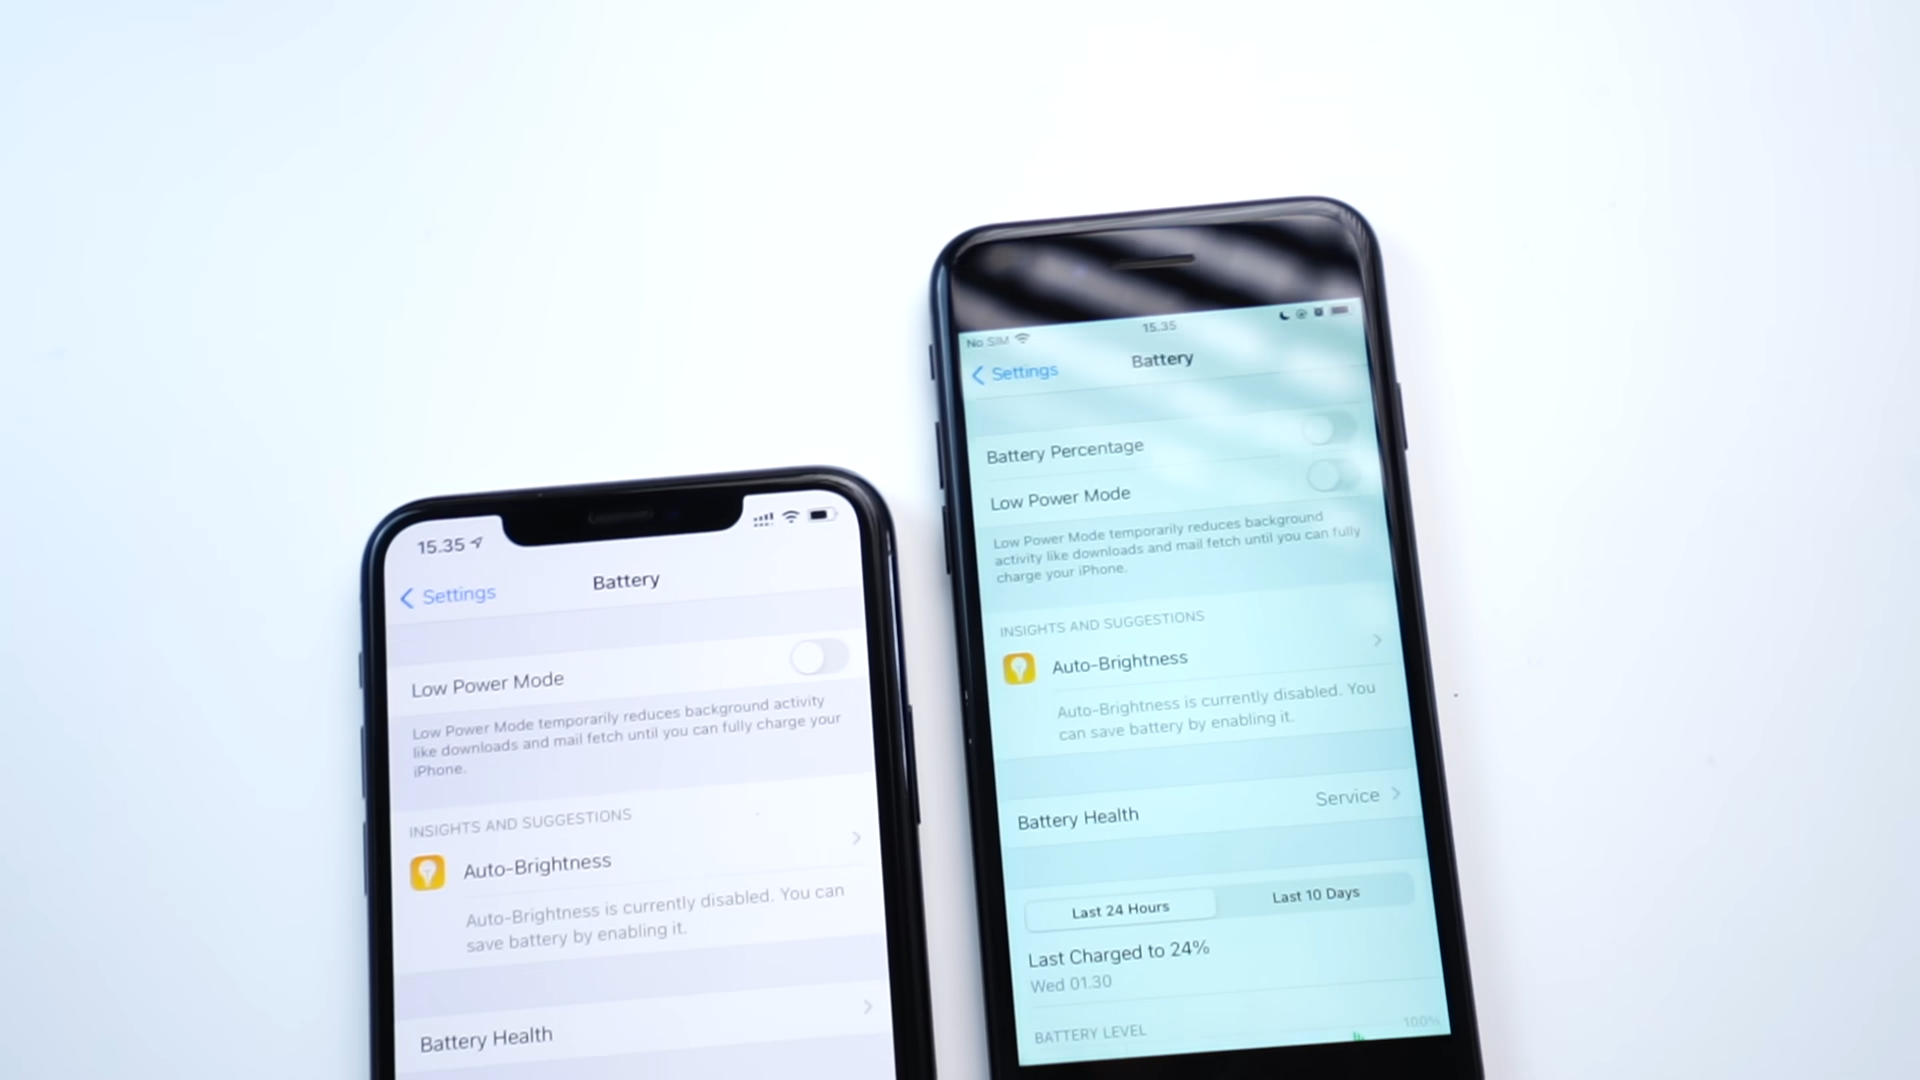 15.35
Settings
Battery
Low Power Mode
Low Power Mode temporarily reduces background activity
like downloads and mail fetch until you can fully charge your
iPhone.
INSIGHTS AND SUGGESTIONS
Auto-Brightness
Auto-Brightness is currently disabled. You can
save battery by enabling it.
Battery Health
No SIM
15.35
Settings
Battery
Battery Percentage
Low Power Mode
Low Power Mode temporarily reduces background
activity like downloads and mail fetch until you can fully
charge your iPhone.
INSIGHTS AND SUGGESTIONS
Auto-Brightness
Auto-Brightness is currently disabled. You
can save battery by enabling it.
Battery Health
Service
Last 24 Hours
Last 10 Days
Last Charged to 24%
Wed 01.30
BATTERY LEVEL
100%